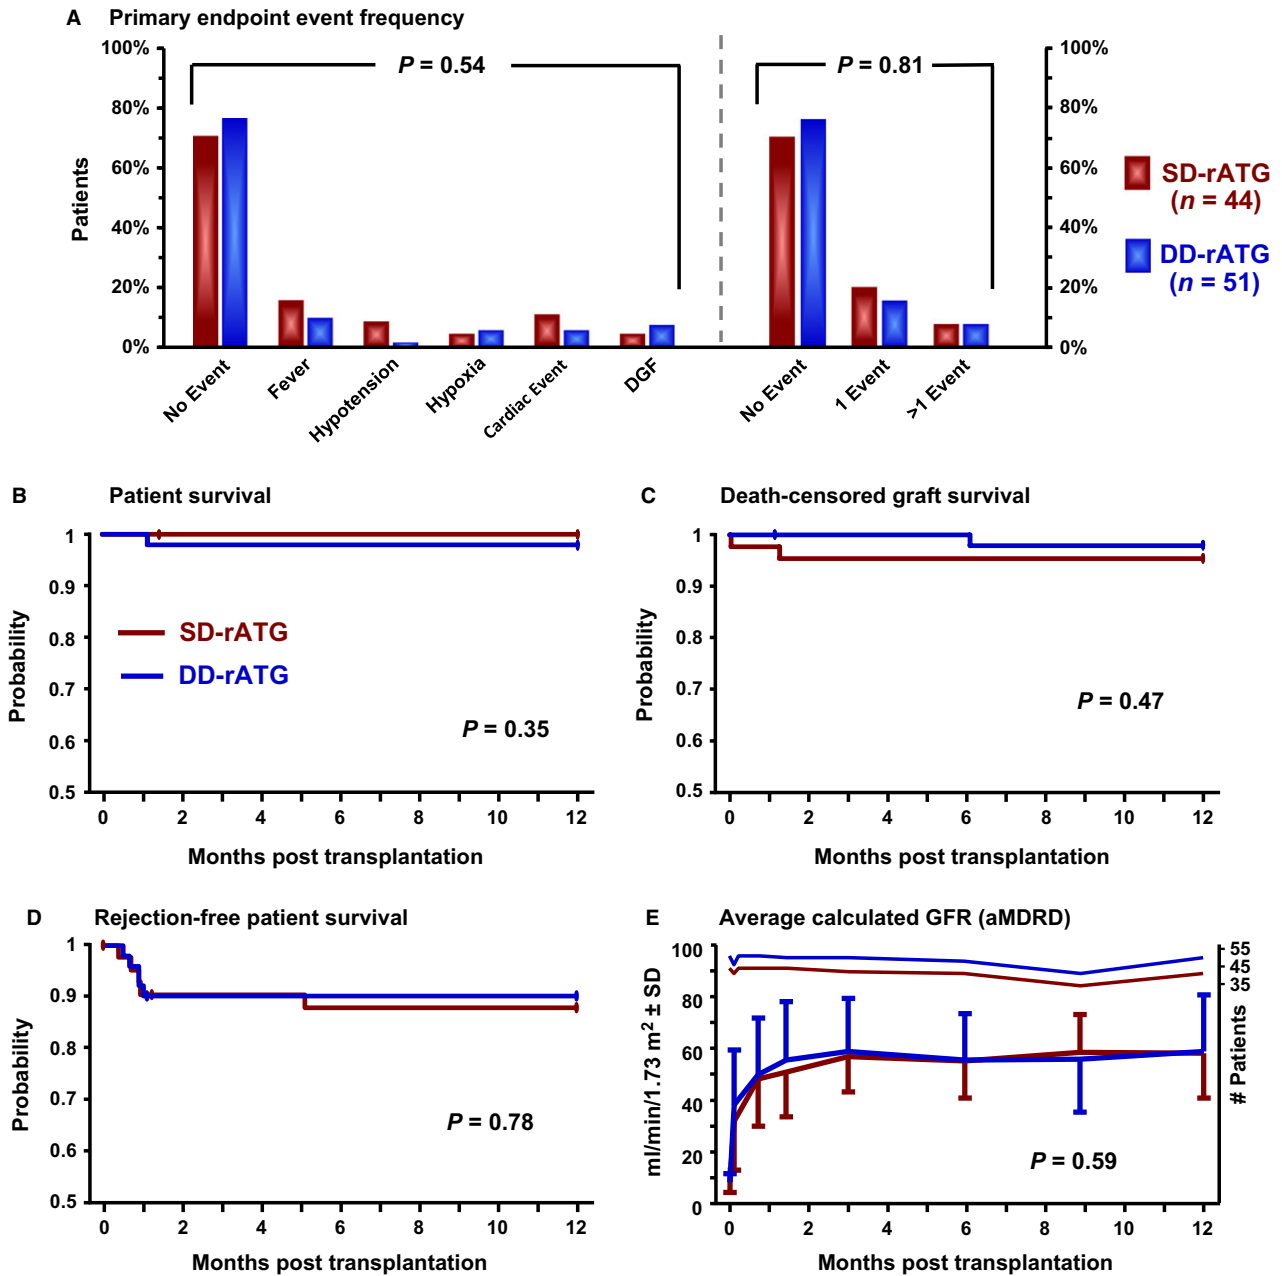 A Primary endpoint event frequency
100%
80%
60%
40%
20%
0%
Patients
P = 0.54
P = 0.81
100%
80%
60%
40%
20%
0%
No Event
Fever
Hypotension
Hypoxia
Cardiac Event
DGF
No Event
1 Event
>1 Event
SD-rATG
(n = 44)
DD-rATG
(n = 51)
B Patient survival
1
0.9
0.8
0.7
0.6
0.5
Probability
SD-rATG
DD-rATG
P = 0.35
0 2 4 6 8 10 12
Months post transplantation
C Death-censored graft survival
1
0.9
0.8
0.7
0.6
0.5
Probability
P = 0.47
0 2 4 6 8 10 12
Months post transplantation
D Rejection-free patient survival
1
0.9
0.8
0.7
0.6
0.5
Probability
P = 0.78
0 2 4 6 8 10 12
Months post transplantation
E Average calculated GFR (aMDRD)
100
80
60
40
20
0
ml/min/1.73 m² ± SD
55
45
35
# Patients
P = 0.59
0 2 4 6 8 10 12
Months post transplantation